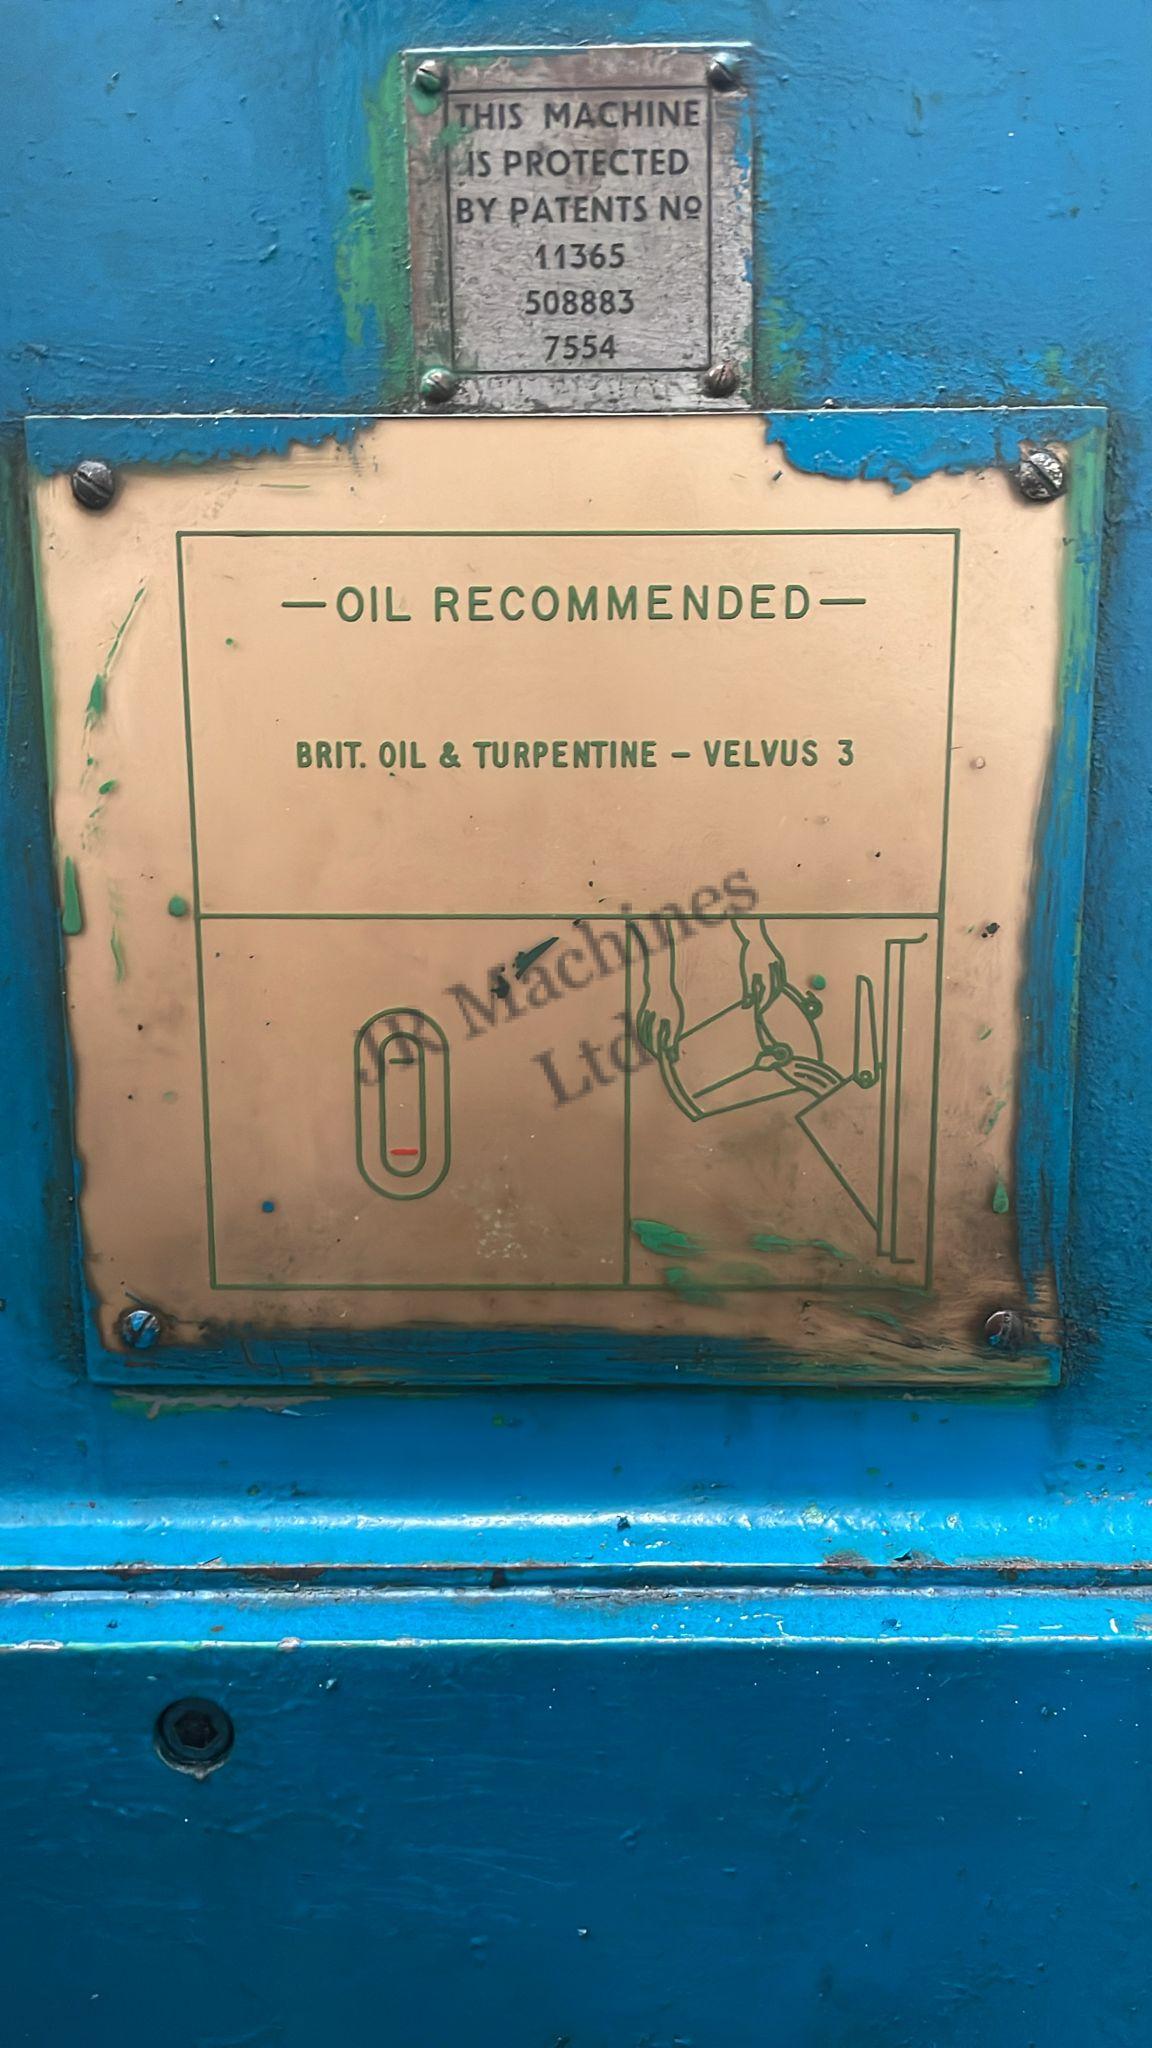 THIS MACHINE
IS PROTECTED
BY PATENTS Nº
11365
508883
7554
—OIL RECOMMENDED—
BRIT. OIL & TURPENTINE – VELVUS 3
JR Machines
Ltd.